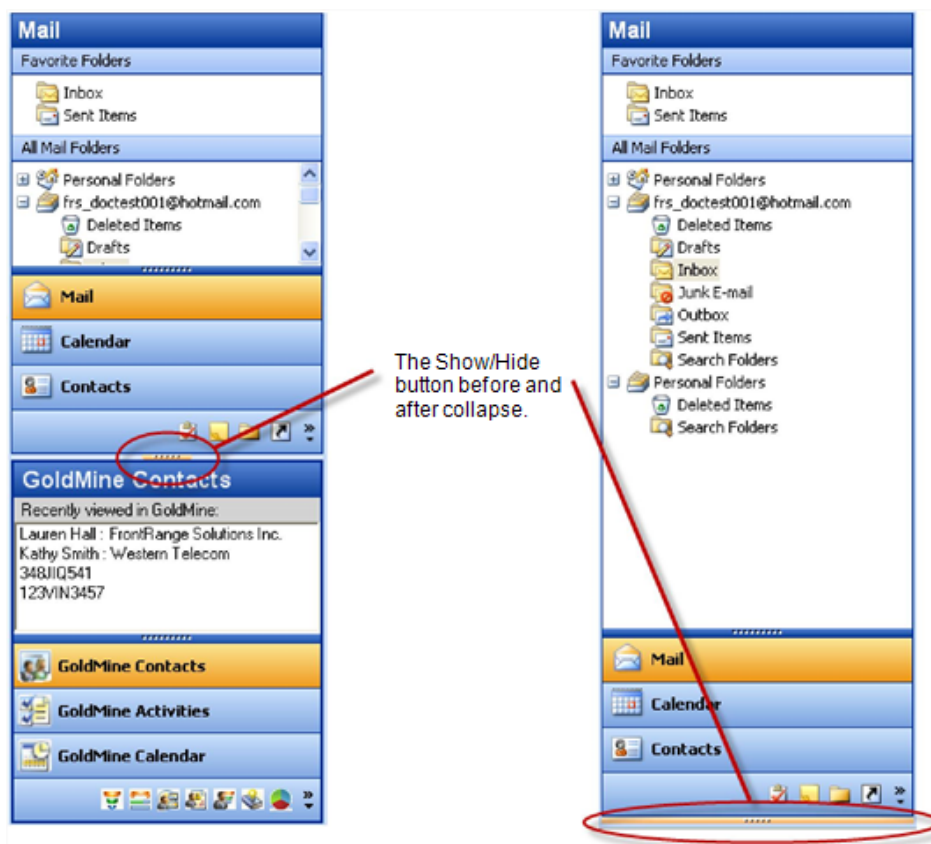 Mail
Favorite Folders
Inbox
Sent Items
All Mail Folders
Personal Folders
frs_doctest001@hotmail.com
Deleted Items
Drafts
Mail
Calendar
Contacts
GoldMine Contacts
Recently viewed in GoldMine:
Lauren Hall : FrontRange Solutions Inc.
Kathy Smith : Western Telecom
348JIQ541
123VIN3457
GoldMine Contacts
GoldMine Activities
GoldMine Calendar
The Show/Hide
button before and
after collapse.
Mail
Favorite Folders
Inbox
Sent Items
All Mail Folders
Personal Folders
frs_doctest001@hotmail.com
Deleted Items
Drafts
Inbox
Junk E-mail
Outbox
Sent Items
Search Folders
Personal Folders
Deleted Items
Search Folders
Mail
Calendar
Contacts